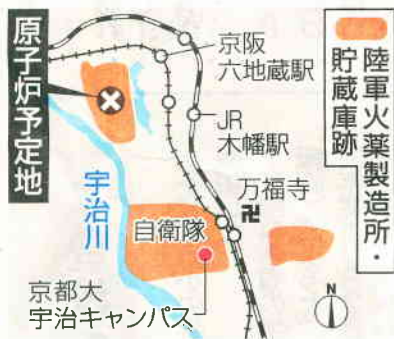 原子炉予定地
京阪
六地蔵駅
JR
木幡駅
陸軍火薬製造所・
貯蔵庫跡
宇治川
万福寺
卍
自衛隊
京都大
宇治キャンパス
N